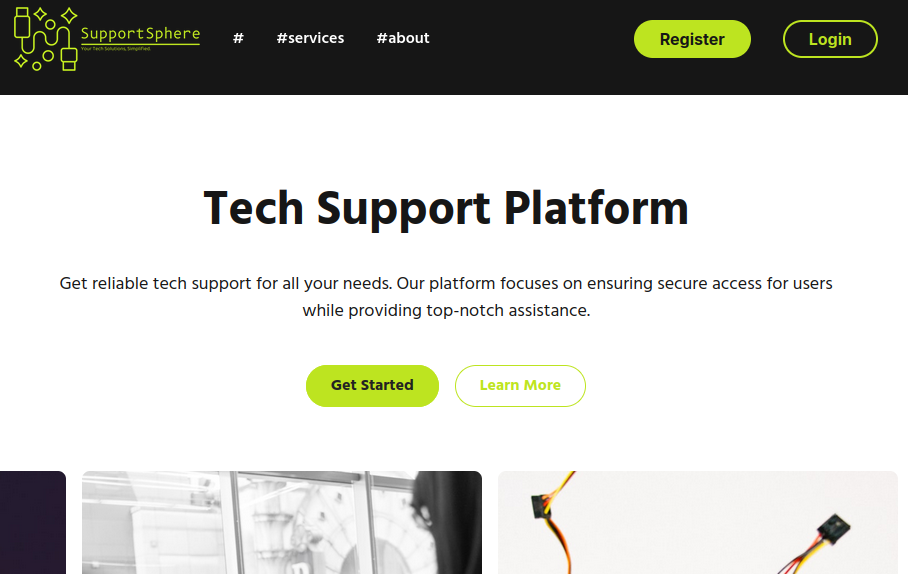 SupportSphere
Your Tech Solutions, Simplified.
#
#services
#about
Register
Login
Tech Support Platform
Get reliable tech support for all your needs. Our platform focuses on ensuring secure access for users
while providing top-notch assistance.
Get Started
Learn More